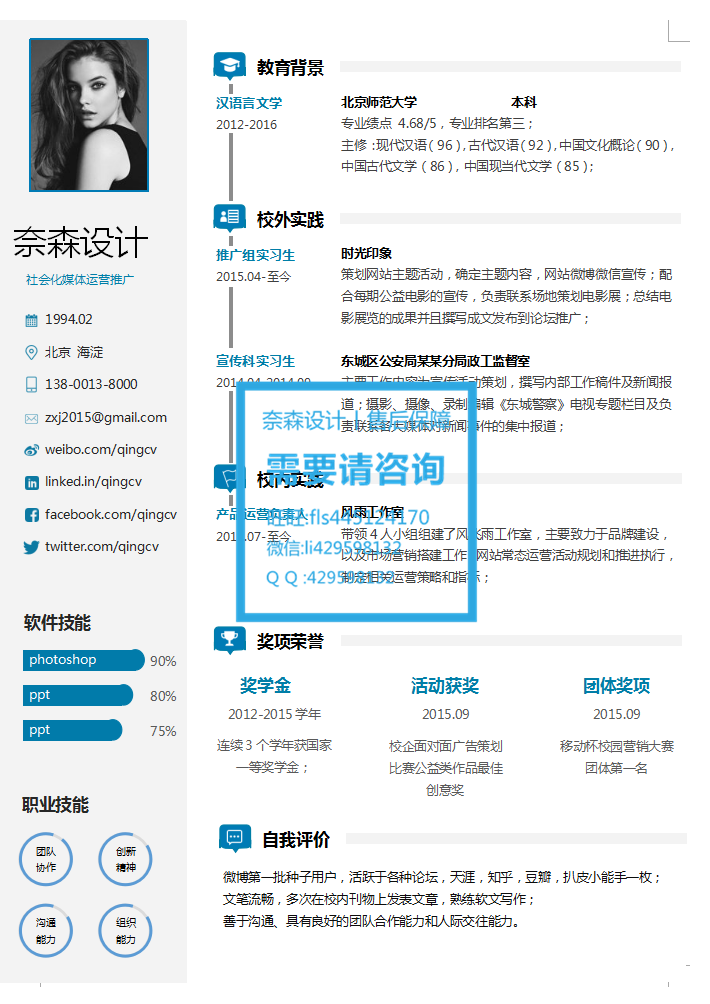 奈森设计
社会化媒体运营推广
1994.02
北京 海淀
138-0013-8000
zxj2015@gmail.com
weibo.com/qingcv
linked.in/qingcv
facebook.com/qingcv
twitter.com/qingcv
软件技能
photoshop 90%
ppt 80%
ppt 75%
职业技能
团队
协作
创新
精神
沟通
能力
组织
能力
教育背景
汉语言文学 北京师范大学 本科
2012-2016 专业绩点 4.68/5，专业排名第三；
主修：现代汉语（96），古代汉语（92），中国文化概论（90），
中国古代文学（86），中国现当代文学（85）；
校外实践
推广组实习生 时光印象
2015.04-至今 策划网站主题活动，确定主题内容，网站微博微信宣传；配
合每期公益电影的宣传，负责联系场地策划电影展；总结电
影展览的成果并且撰写成文发布到论坛推广；
宣传科实习生 东城区公安局某某分局政工监督室
2014.04-2014.09 主要工作内容为宣传活动策划，撰写内部工作稿件及新闻报
道；摄影、摄像、录制编辑《东城警察》电视专题栏目及负
责联系各大媒体对新闻事件的集中报道；
奈森设计丨售后保障
需要请咨询
旺旺:fls445124170
微信:li429598132
Q Q :429598132
校内实践
产品运营负责人 风雨工作室
带领 4 人小组组建了风飞雨工作室，主要致力于品牌建设，
以及市场营销搭建工作，网站常态运营活动规划和推进执行，
制定相关运营策略和指标；
奖项荣誉
奖学金
2012-2015 学年
连续 3 个学年获国家
一等奖学金；
活动获奖
2015.09
校企面对面广告策划
比赛公益类作品最佳
创意奖
团体奖项
2015.09
移动怀校园营销大赛
团体第一名
自我评价
微博第一批种子用户，活跃于各种论坛，天涯，知乎，豆瓣，扒皮小能手一枚；
文笔流畅，多次在校内刊物上发表文章，熟练软文写作；
善于沟通、具有良好的团队合作能力和人际交往能力。